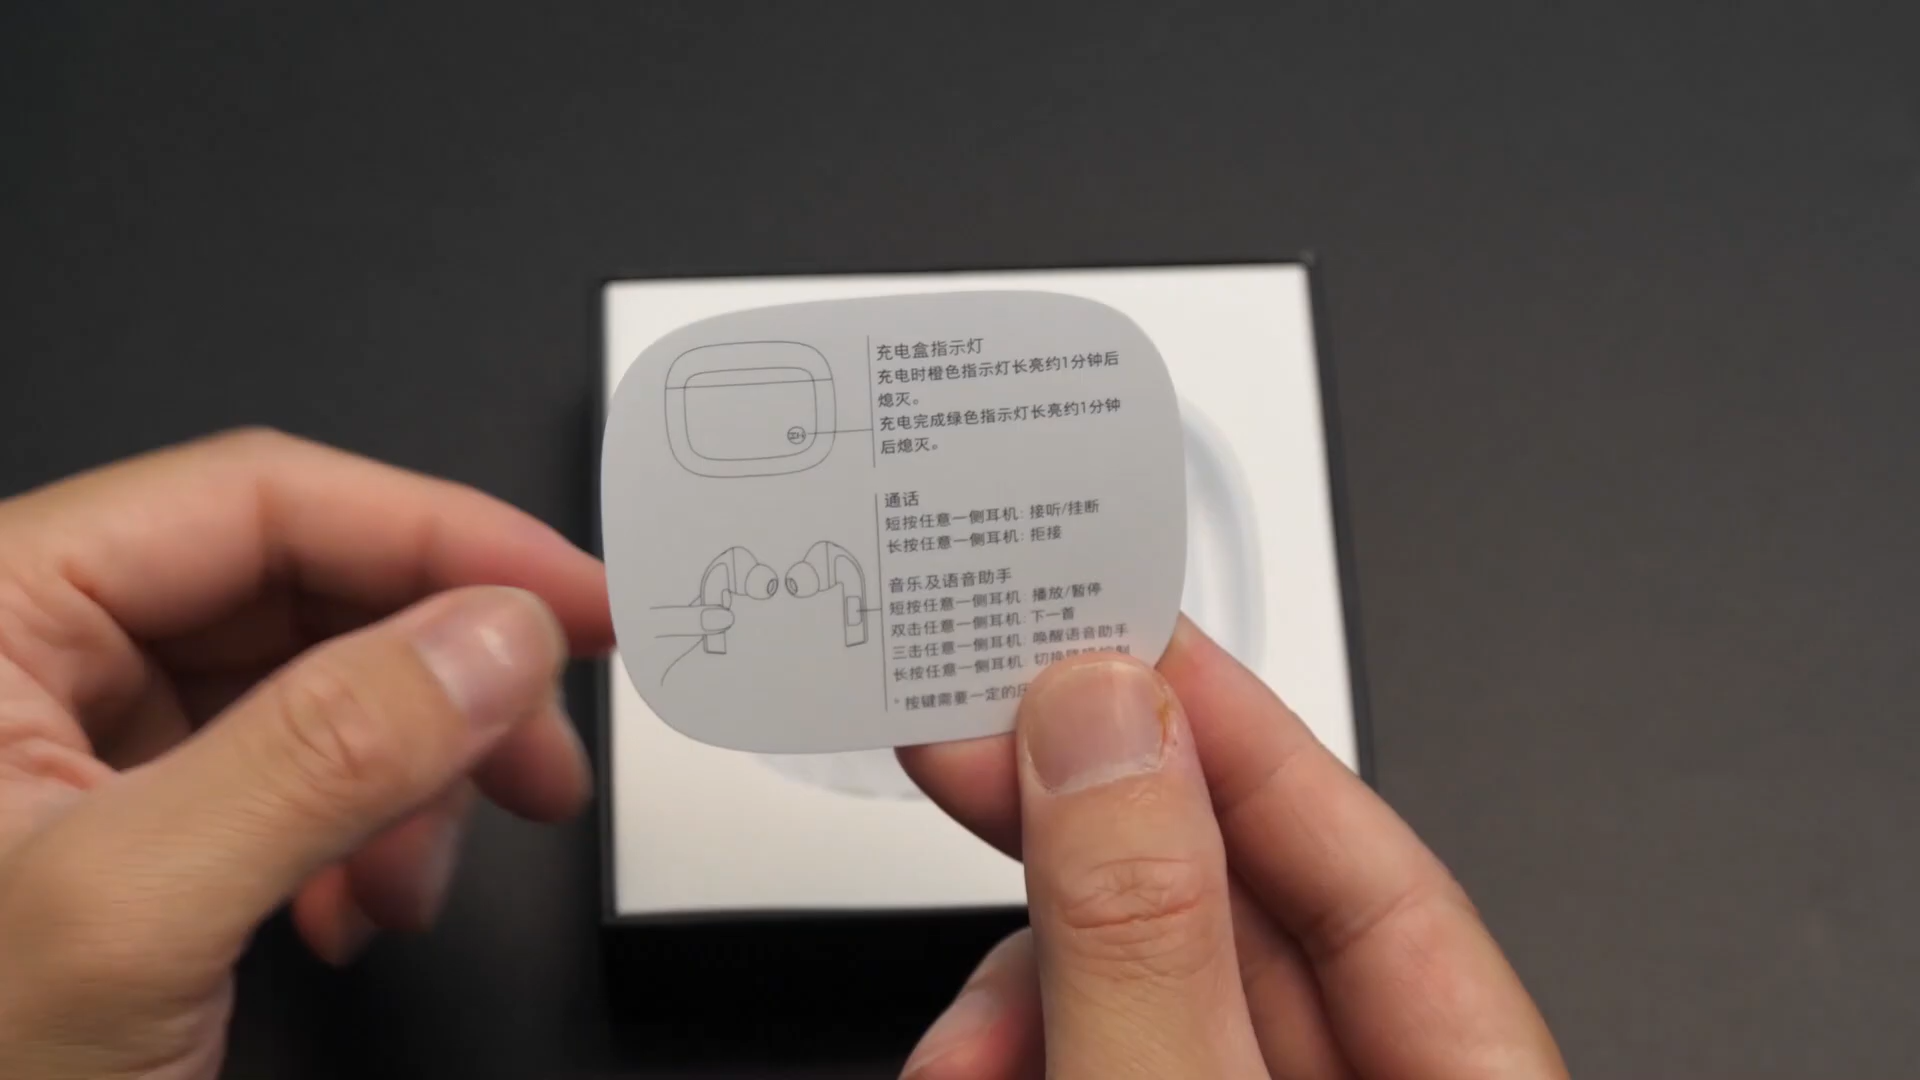 充电盒指示灯
充电时橙色指示灯长亮约1分钟后
熄灭。
充电完成绿色指示灯长亮约1分钟
后熄灭。
通话
短按任意一侧耳机: 接听/挂断
长按任意一侧耳机: 拒接
音乐及语音助手
短按任意一侧耳机: 播放/暂停
双击任意一侧耳机: 下一首
三击任意一侧耳机: 唤醒语音助手
长按任意一侧耳机: 切换
* 按键需要一定的